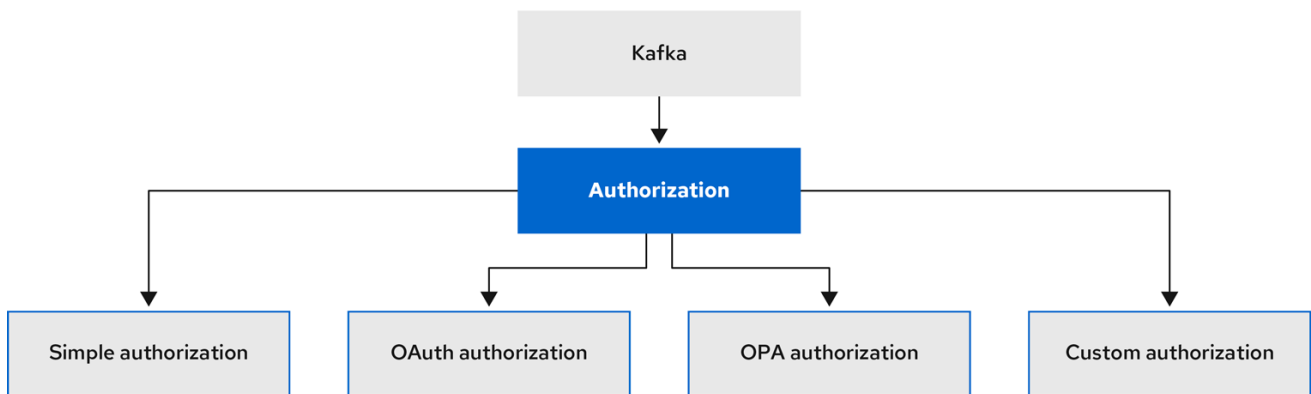 Kafka
Authorization
Simple authorization
OAuth authorization
OPA authorization
Custom authorization